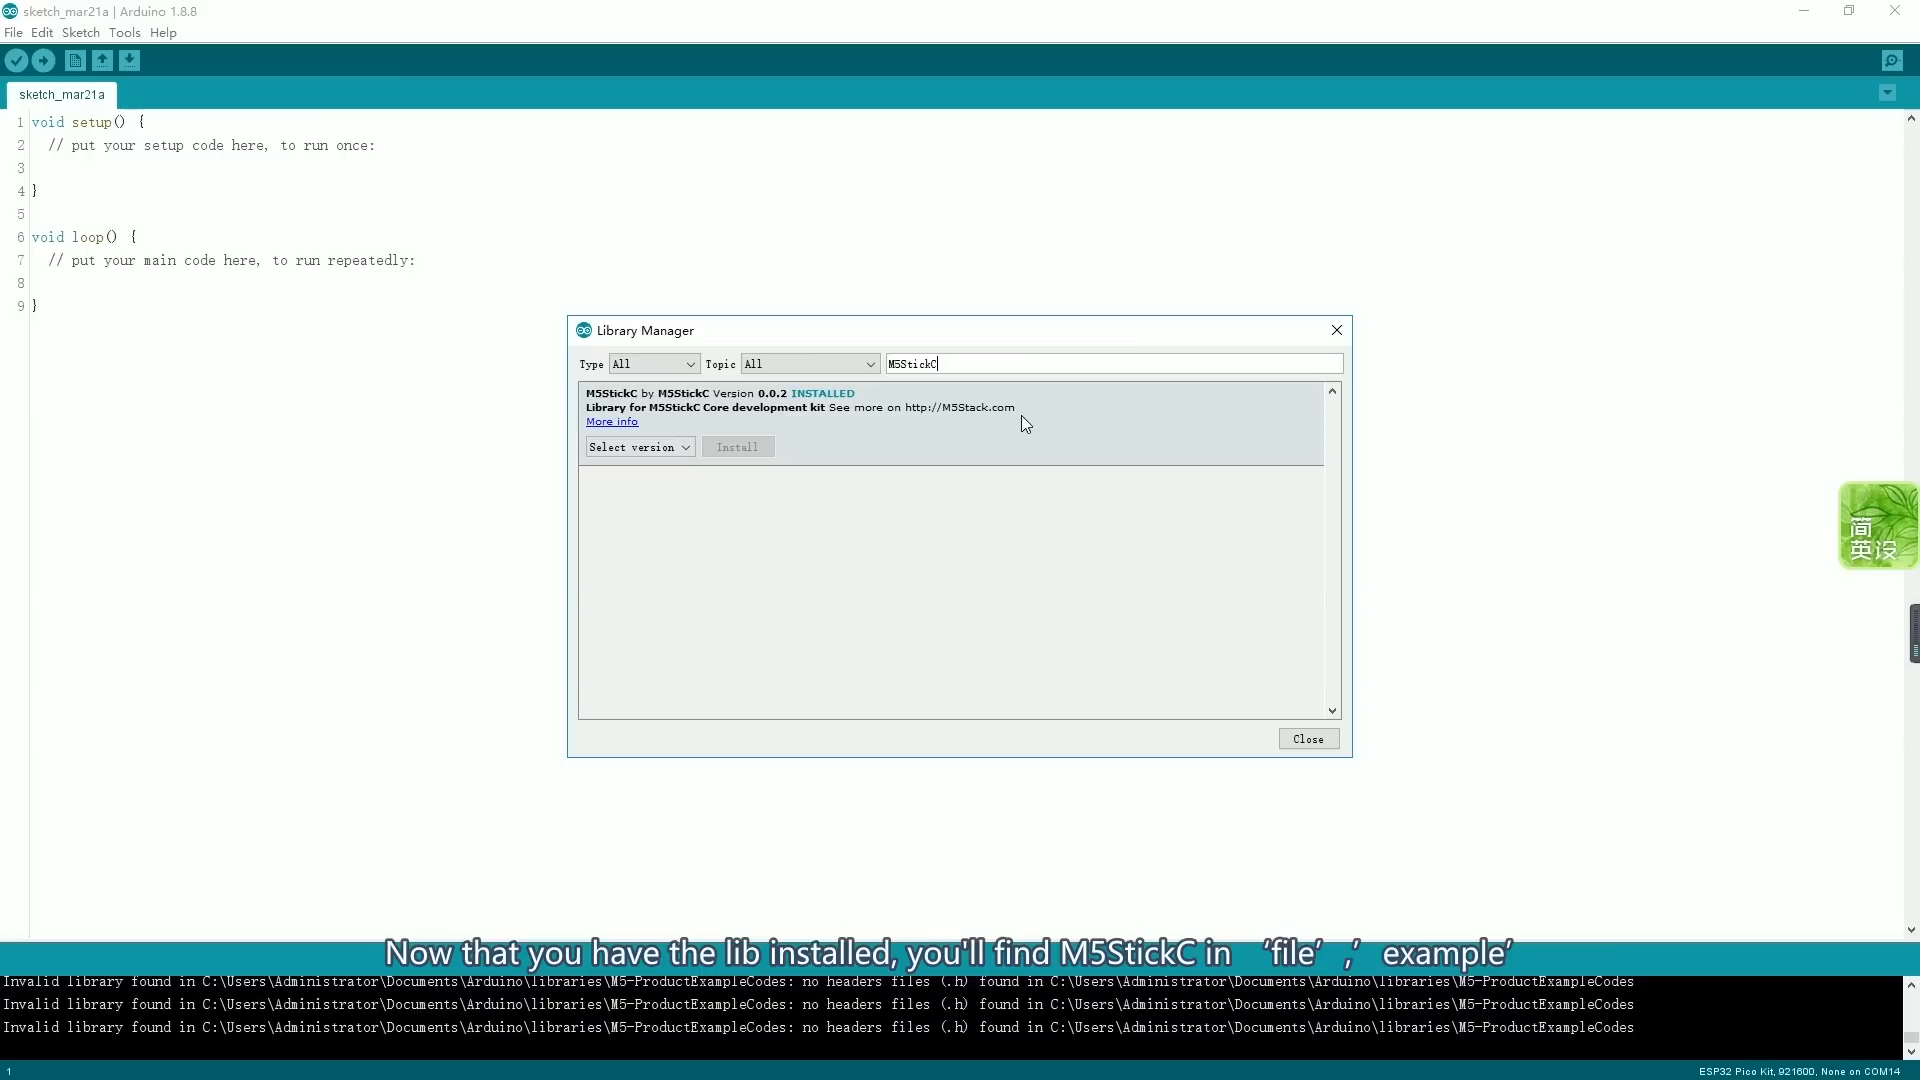 sketch_mar21a | Arduino 1.8.8
File Edit Sketch Tools Help
sketch_mar21a
1 void setup() {
2 // put your setup code here, to run once:
3
4 }
5
6 void loop() {
7 // put your main code here, to run repeatedly:
8
9 }
Library Manager
Type All Topic All M5StickC
M5StickC by M5StickC Version 0.0.2 INSTALLED
Library for M5StickC Core development kit See more on http://M5Stack.com
More info
Select version Install
简
英设
Close
Now that you have the lib installed, you'll find M5StickC in ‘file’ ,’ example’
Invalid library found in C:\Users\Administrator\Documents\Arduino\libraries\M5-ProductExampleCodes: no headers files (.h) found in C:\Users\Administrator\Documents\Arduino\libraries\M5-ProductExampleCodes
Invalid library found in C:\Users\Administrator\Documents\Arduino\libraries\M5-ProductExampleCodes: no headers files (.h) found in C:\Users\Administrator\Documents\Arduino\libraries\M5-ProductExampleCodes
Invalid library found in C:\Users\Administrator\Documents\Arduino\libraries\M5-ProductExampleCodes: no headers files (.h) found in C:\Users\Administrator\Documents\Arduino\libraries\M5-ProductExampleCodes
1 ESP32 Pico Kit, 921600, None on COM14